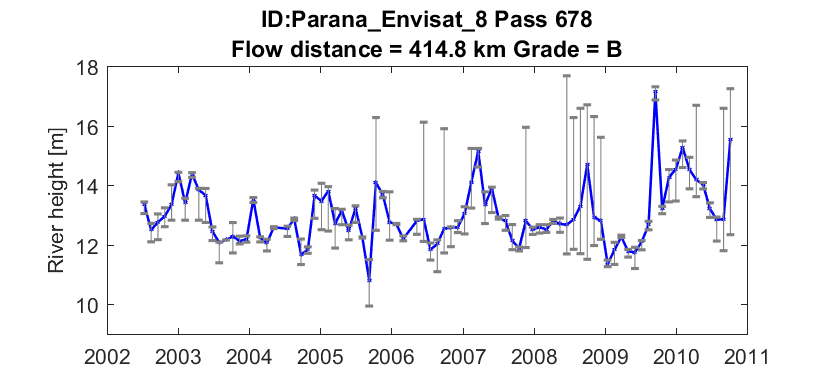 ID:Parana_Envisat_8 Pass 678
Flow distance = 414.8 km Grade = B
River height [m]
18
16
14
12
10
2002 2003 2004 2005 2006 2007 2008 2009 2010 2011